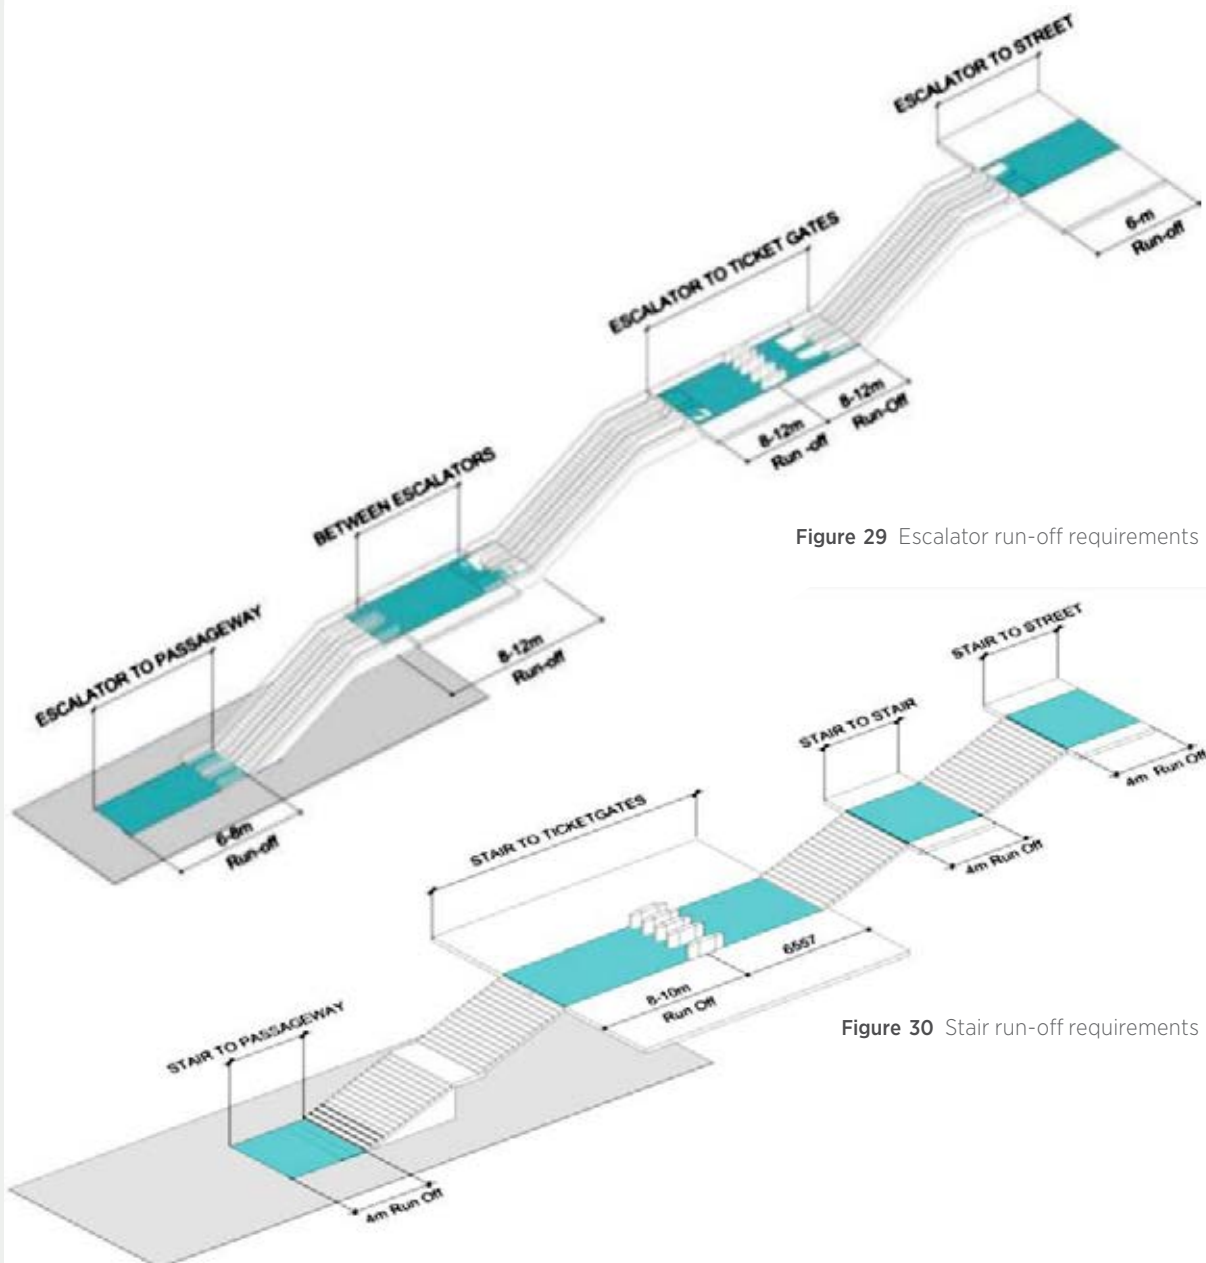 ESCALATOR TO STREET
6-m
Run-off
ESCALATOR TO TICKET GATES
8-12m
Run-Off
8-12m
Run -off
BETWEEN ESCALATORS
8-12m
Run-off
ESCALATOR TO PASSAGEWAY
6-8m
Run-off
Figure 29 Escalator run-off requirements
STAIR TO STREET
4m Run Off
STAIR TO STAIR
4m Run Off
STAIR TO TICKETGATES
6557
8-10m
Run Off
STAIR TO PASSAGEWAY
4m Run Off
Figure 30 Stair run-off requirements